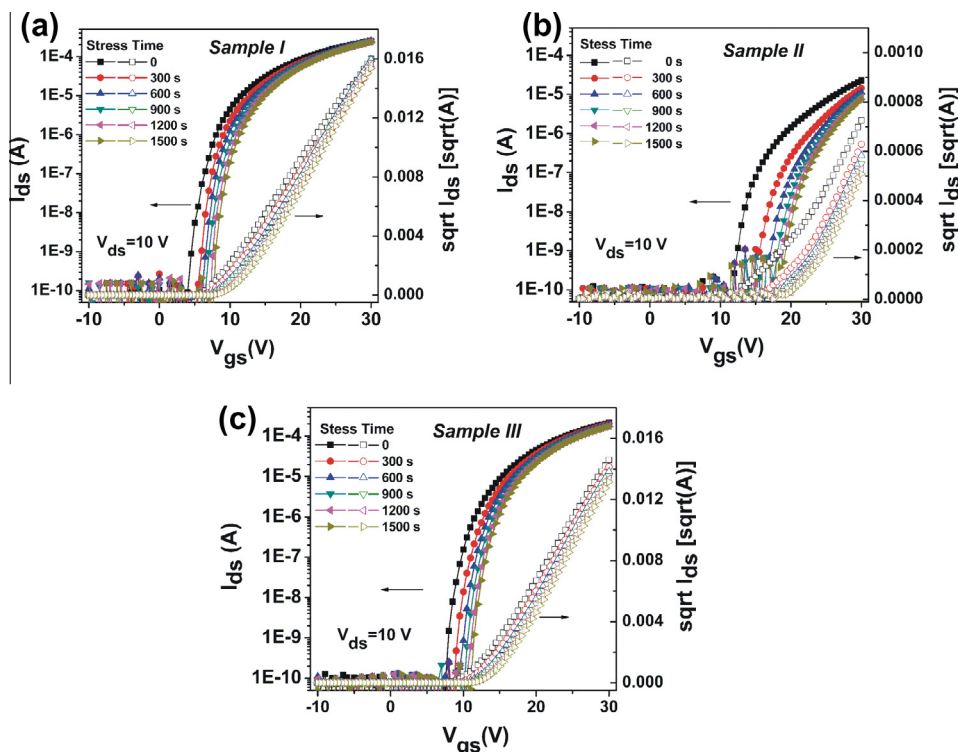 (a)
Stress Time
Sample I
0
300 s
600 s
900 s
1200 s
1500 s
Vds=10 V
1E-4
1E-5
1E-6
1E-7
1E-8
1E-9
1E-10
Ids (A)
-10 0 10 20 30
Vgs(V)
0.016
0.012
0.008
0.004
0.000
sqrt Ids [sqrt(A)]
(b)
Stess Time
Sample II
0 s
300 s
600 s
900 s
1200 s
1500 s
Vds=10 V
1E-4
1E-5
1E-6
1E-7
1E-8
1E-9
1E-10
Ids (A)
-10 0 10 20 30
Vgs(V)
0.0010
0.0008
0.0006
0.0004
0.0002
0.0000
sqrt Ids [sqrt(A)]
(c)
Stess Time
Sample III
0
300 s
600 s
900 s
1200 s
1500 s
Vds=10 V
1E-4
1E-5
1E-6
1E-7
1E-8
1E-9
1E-10
Ids (A)
-10 0 10 20 30
Vgs(V)
0.016
0.012
0.008
0.004
0.000
sqrt Ids [sqrt(A)]